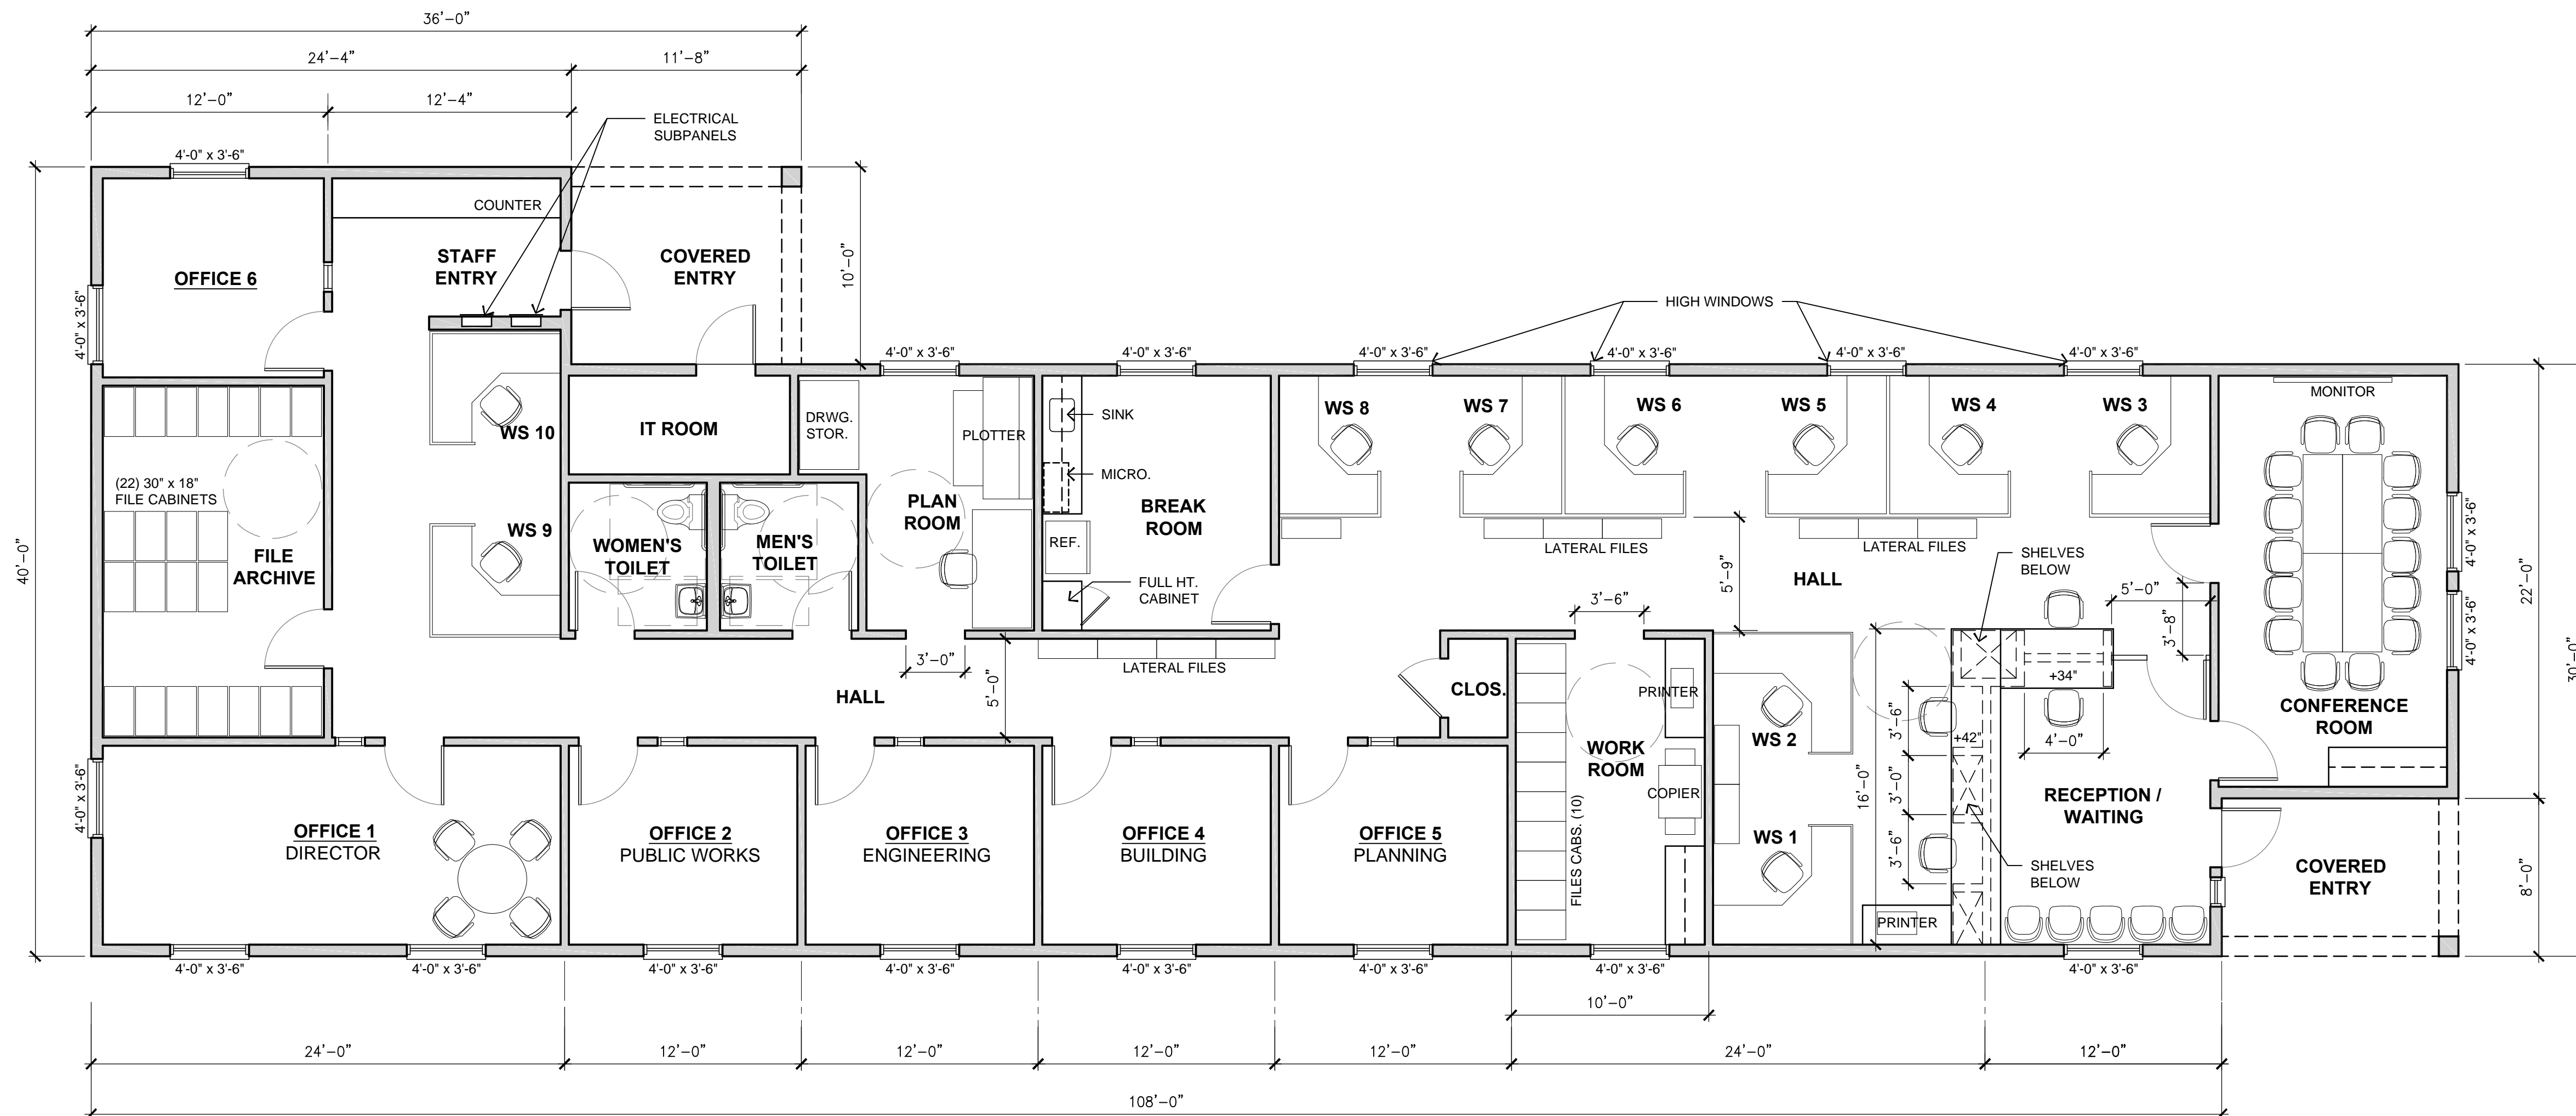 36'-0"
24'-4"
11'-8"
12'-0"
12'-4"
ELECTRICAL
SUBPANELS
4'-0" x 3'-6"
COUNTER
STAFF
ENTRY
COVERED
ENTRY
OFFICE 6
10'-0"
4'-0" x 3'-6"
HIGH WINDOWS
4'-0" x 3'-6"
4'-0" x 3'-6"
4'-0" x 3'-6"
4'-0" x 3'-6"
4'-0" x 3'-6"
4'-0" x 3'-6"
40'-0"
(22) 30" x 18"
FILE CABINETS
FILE
ARCHIVE
WS 10
WS 9
IT ROOM
DRWG.
STOR.
PLOTTER
PLAN
ROOM
WOMEN'S
TOILET
MEN'S
TOILET
SINK
MICRO.
BREAK
ROOM
REF.
FULL HT.
CABINET
WS 8
WS 7
WS 6
WS 5
WS 4
WS 3
LATERAL FILES
LATERAL FILES
MONITOR
4'-0" x 3'-6"
4'-0" x 3'-6"
22'-0"
30'-0"
HALL
SHELVES
BELOW
5'-9"
5'-0"
3'-8"
3'-6"
3'-0"
LATERAL FILES
HALL
5'-0"
CLOS.
PRINTER
WORK
ROOM
COPIER
FILES CABS. (10)
WS 2
WS 1
16'-0"
3'-6"
3'-0"
3'-6"
+42"
+34"
4'-0"
CONFERENCE
ROOM
RECEPTION /
WAITING
SHELVES
BELOW
PRINTER
COVERED
ENTRY
8'-0"
4'-0" x 3'-6"
OFFICE 1
DIRECTOR
OFFICE 2
PUBLIC WORKS
OFFICE 3
ENGINEERING
OFFICE 4
BUILDING
OFFICE 5
PLANNING
4'-0" x 3'-6"
4'-0" x 3'-6"
4'-0" x 3'-6"
4'-0" x 3'-6"
4'-0" x 3'-6"
4'-0" x 3'-6"
4'-0" x 3'-6"
4'-0" x 3'-6"
10'-0"
24'-0"
12'-0"
12'-0"
12'-0"
12'-0"
24'-0"
12'-0"
108'-0"